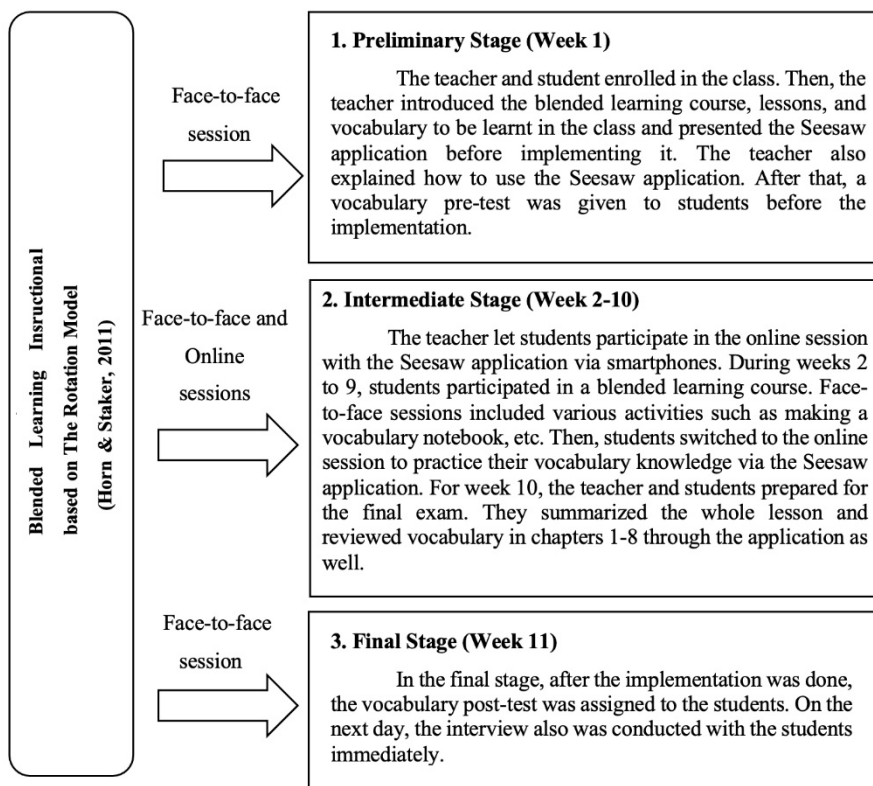 Blended Learning Insructional
based on The Rotation Model
(Horn & Staker, 2011)
Face-to-face
session
1. Preliminary Stage (Week 1)
The teacher and student enrolled in the class. Then, the
teacher introduced the blended learning course, lessons, and
vocabulary to be learnt in the class and presented the Seesaw
application before implementing it. The teacher also
explained how to use the Seesaw application. After that, a
vocabulary pre-test was given to students before the
implementation.
Face-to-face and
Online
sessions
2. Intermediate Stage (Week 2-10)
The teacher let students participate in the online session
with the Seesaw application via smartphones. During weeks 2
to 9, students participated in a blended learning course. Face-
to-face sessions included various activities such as making a
vocabulary notebook, etc. Then, students switched to the online
session to practice their vocabulary knowledge via the Seesaw
application. For week 10, the teacher and students prepared for
the final exam. They summarized the whole lesson and
reviewed vocabulary in chapters 1-8 through the application as
well.
Face-to-face
session
3. Final Stage (Week 11)
In the final stage, after the implementation was done,
the vocabulary post-test was assigned to the students. On the
next day, the interview also was conducted with the students
immediately.